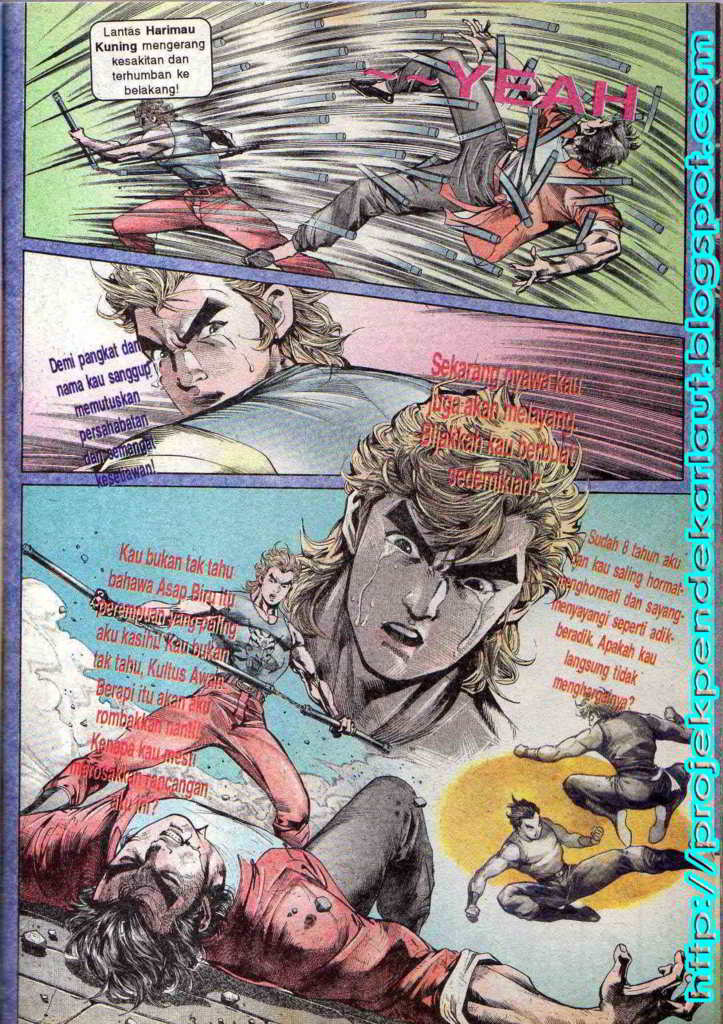 Lantas Harimau
Kuning mengerang
kesakitan dan
terhumban ke
belakang!
~~YEAH
Demi pangkat dan
nama kau sanggup
memutuskan
persahabatan
dan semangat
kesetiawan!
Sekarang nyawa kau
juga akan melayang.
Bijakkah kau berbuat
sedemikian?
Kau bukan tak tahu
bahawa Asap Biru itu
perempuan yang paling
aku kasihi. Kau bukan
tak tahu, Kultus Awan
Berapi itu akan aku
rombakkan
Kenapa kau mesti
merosakkan rancangan
aku ini?
Sudah 8 tahun aku
dan kau saling hormat-
menghormati dan sayang-
menyayangi seperti adik-
beradik. Apakah kau
langsung tidak
menghargainya?
http://projekpendekarlaut.blogspot.com